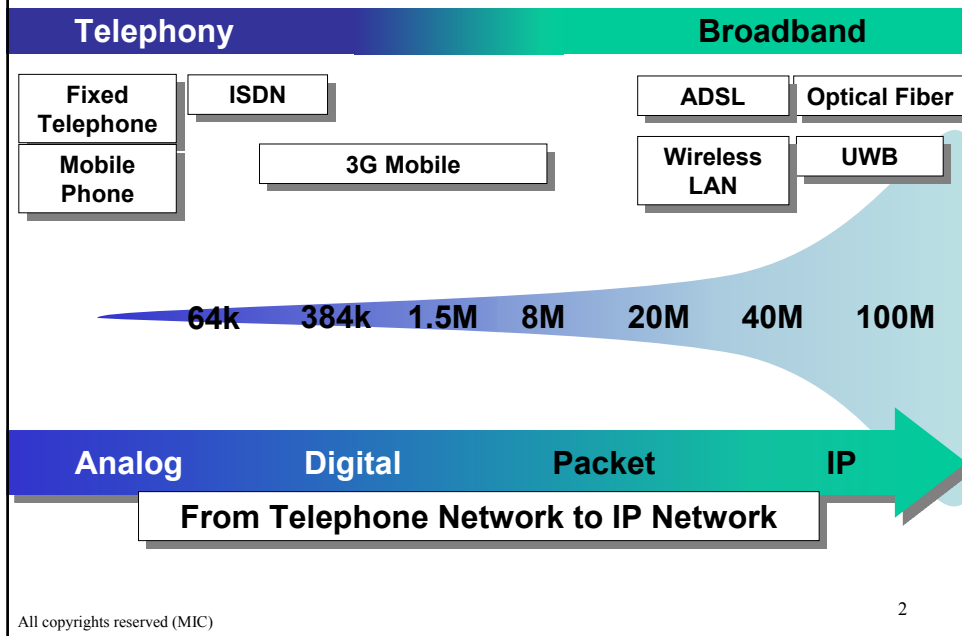 Telephony Broadband
Fixed
Telephone
ISDN
ADSL
Optical Fiber
Mobile
Phone
3G Mobile
Wireless
LAN
UWB
64k 384k 1.5M 8M 20M 40M 100M
Analog Digital Packet IP
From Telephone Network to IP Network
All copyrights reserved (MIC)
2